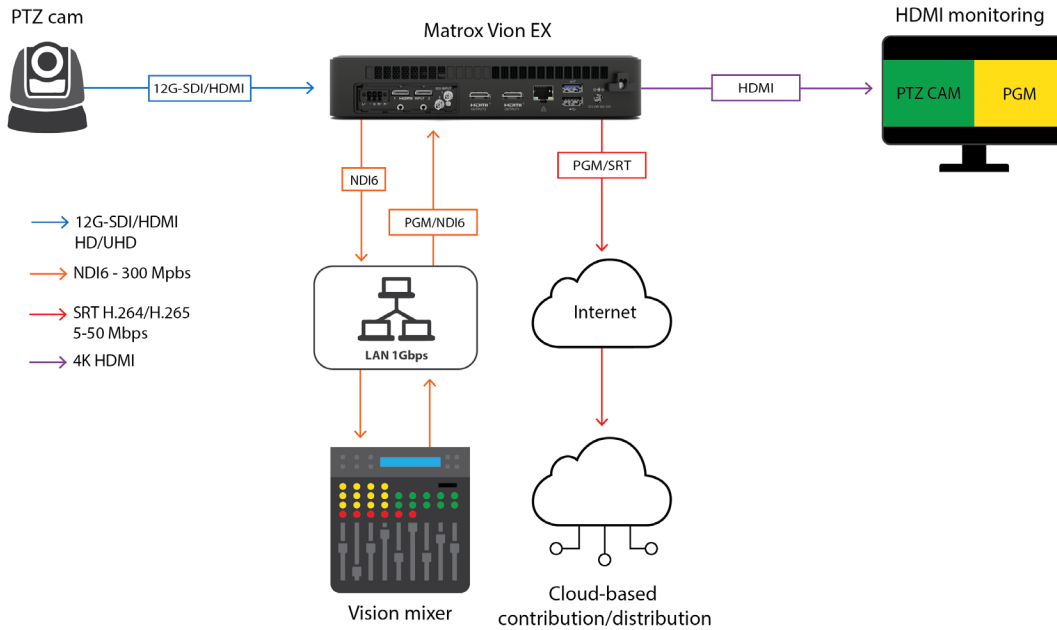 PTZ cam
Matrox Vion EX
HDMI monitoring
12G-SDI/HDMI
HDMI
PTZ CAM
PGM
NDI6
PGM/NDI6
PGM/SRT
12G-SDI/HDMI
HD/UHD
NDI6 - 300 Mpbs
SRT H.264/H.265
5-50 Mbps
4K HDMI
LAN 1Gbps
Internet
Vision mixer
Cloud-based
contribution/distribution